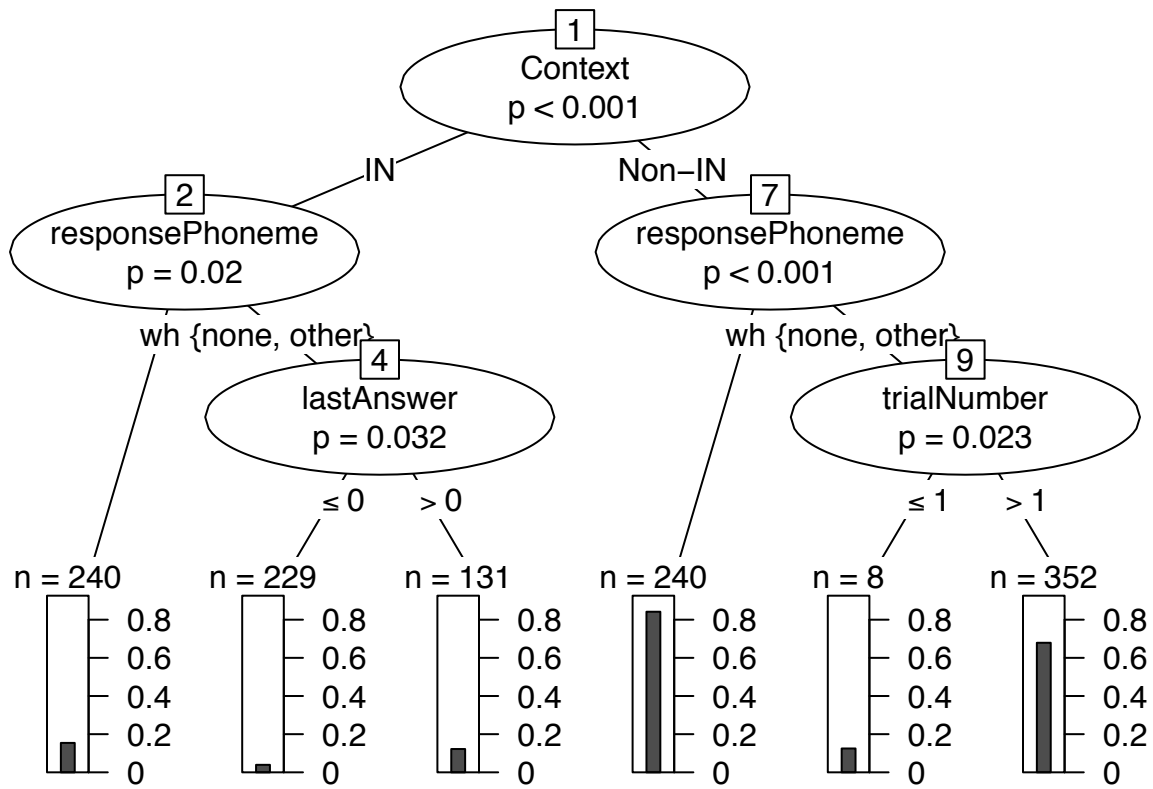 1
Context
p < 0.001
IN
Non−IN
2
responsePhoneme
p = 0.02
7
responsePhoneme
p < 0.001
wh {none, other}
wh {none, other}
4
lastAnswer
p = 0.032
9
trialNumber
p = 0.023
≤ 0
> 0
≤ 1
> 1
n = 240
n = 229
n = 131
n = 240
n = 8
n = 352
0.8 0.8 0.8 0.8 0.8 0.8
0.6 0.6 0.6 0.6 0.6 0.6
0.4 0.4 0.4 0.4 0.4 0.4
0.2 0.2 0.2 0.2 0.2 0.2
0 0 0 0 0 0